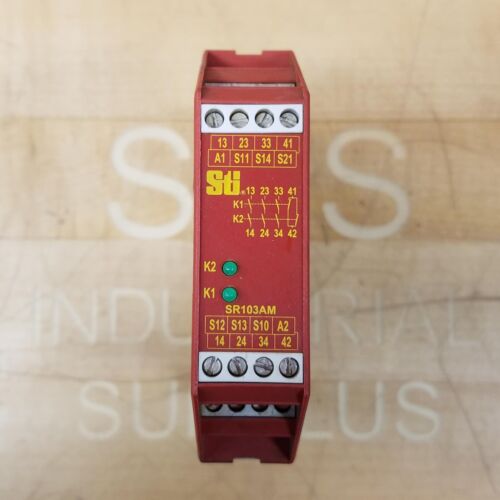 13 23 33 41
A1 S11 S14 S21
Sti
13 23 33 41
K1
K2
14 24 34 42
K2
K1
SR103AM
S12 S13 S10 A2
14 24 34 42
SIS
INDUSTRIAL
SURPLUS